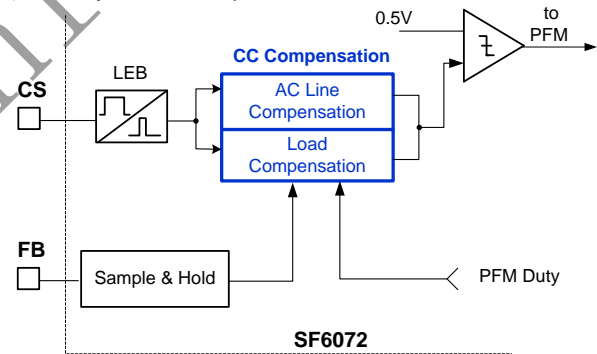 0.5V
to
PFM
CC Compensation
LEB
CS
AC Line
Compensation
Load
Compensation
FB
Sample & Hold
PFM Duty
SF6072